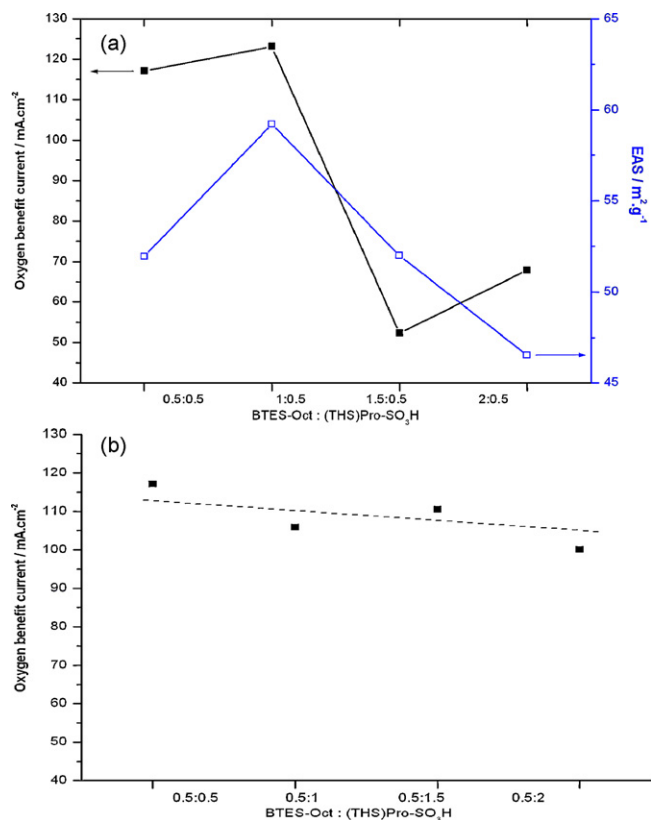 (a)
130
120
110
100
90
80
70
60
50
40
Oxygen benefit current / mA.cm⁻²
65
60
55
50
45
EAS / m².g⁻¹
0.5:0.5 1:0.5 1.5:0.5 2:0.5
BTES-Oct : (THS)Pro-SO₃H
(b)
130
120
110
100
90
80
70
60
50
40
Oxygen benefit current / mA.cm⁻²
0.5:0.5 0.5:1 0.5:1.5 0.5:2
BTES-Oct : (THS)Pro-SO₃H